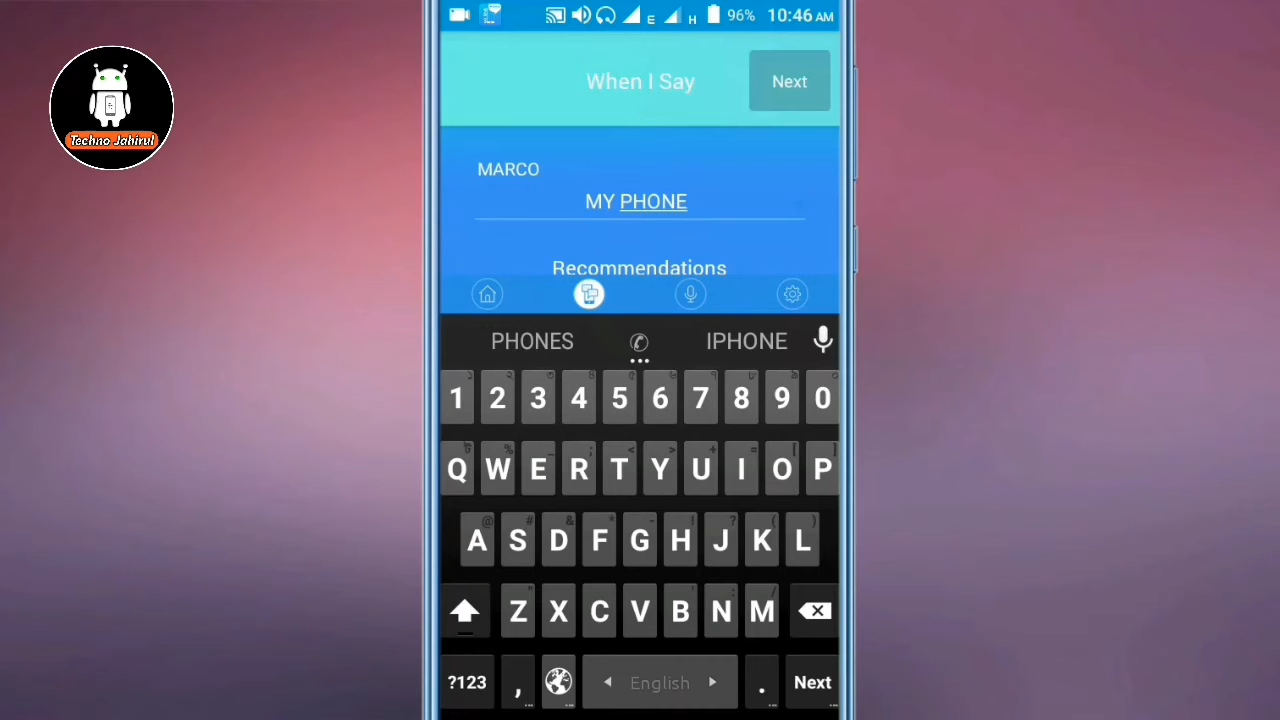 E H 96% 10:46 AM
Techno Jahirul
When I Say
Next
MARCO
MY PHONE
Recommendations
PHONES IPHONE
1 2 3 4 5 6 7 8 9 0
Q W E R T Y U I O P
A S D F G H J K L
Z X C V B N M
?123 , English . Next